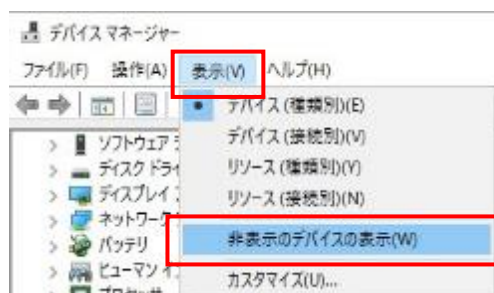 デバイス マネージャー
ファイル(F) 操作(A) 表示(V) ヘルプ(H)
デバイス (種類別)(E)
デバイス (接続別)(V)
リソース (種類別)(Y)
リソース (接続別)(N)
非表示のデバイスの表示(W)
カスタマイズ(U)...
ソフトウェア
ディスク ドライ
ディスプレイ
ネットワーク
バッテリ
ヒューマン
プロセッサ